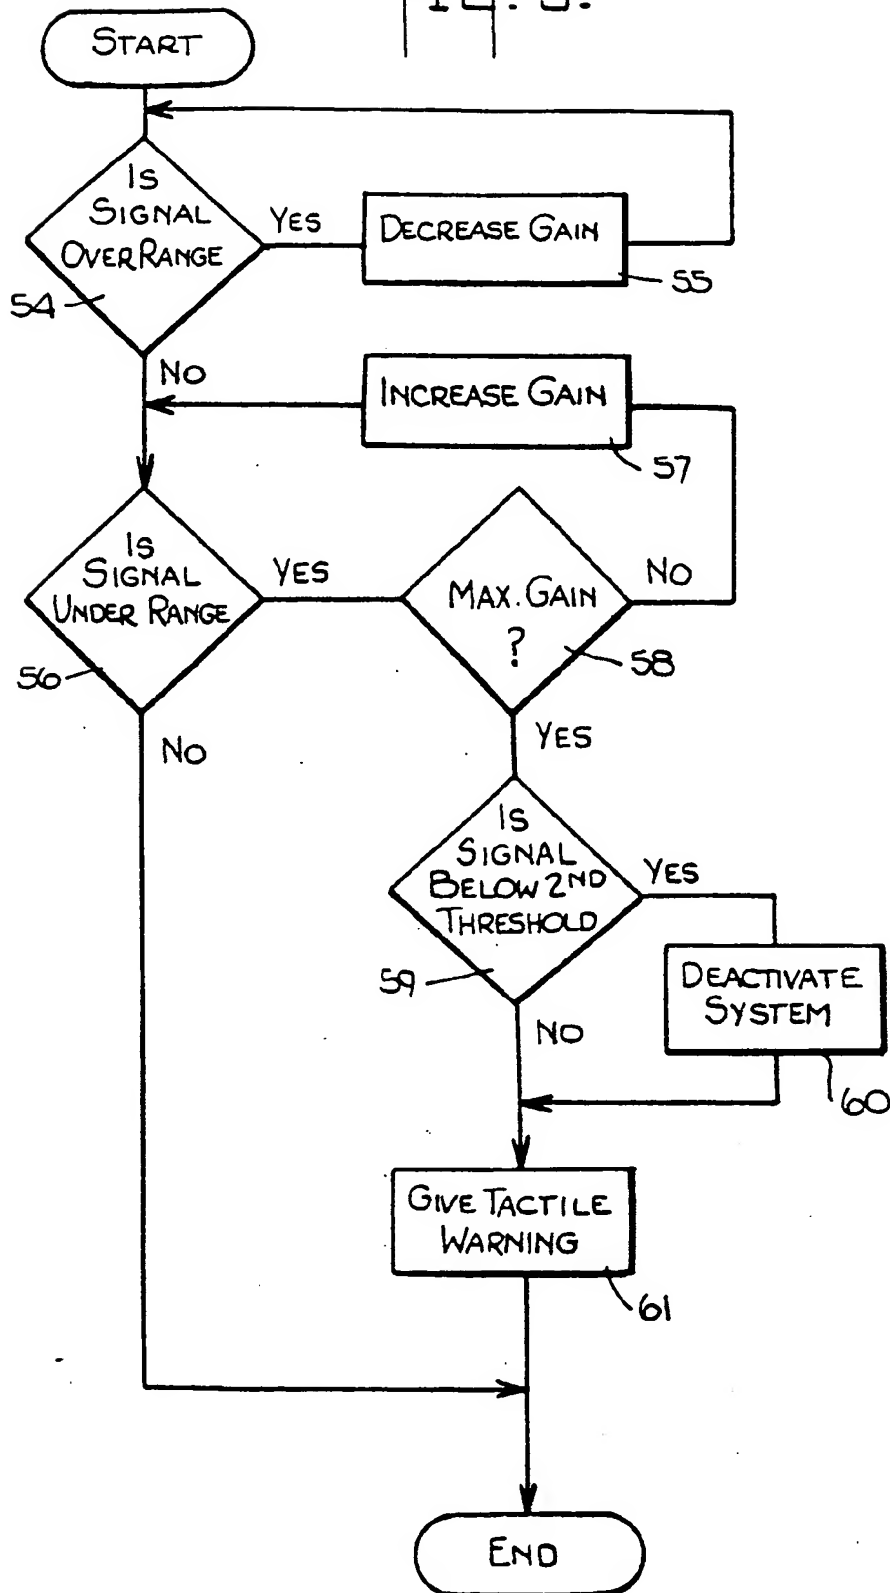 START
IS
SIGNAL
OVER RANGE
YES
DECREASE GAIN
54
55
NO
INCREASE GAIN
57
IS
SIGNAL
UNDER RANGE
YES
MAX. GAIN
?
NO
56
58
NO
YES
IS
SIGNAL
BELOW 2ND
THRESHOLD
YES
59
DEACTIVATE
SYSTEM
NO
60
GIVE TACTILE
WARNING
61
END